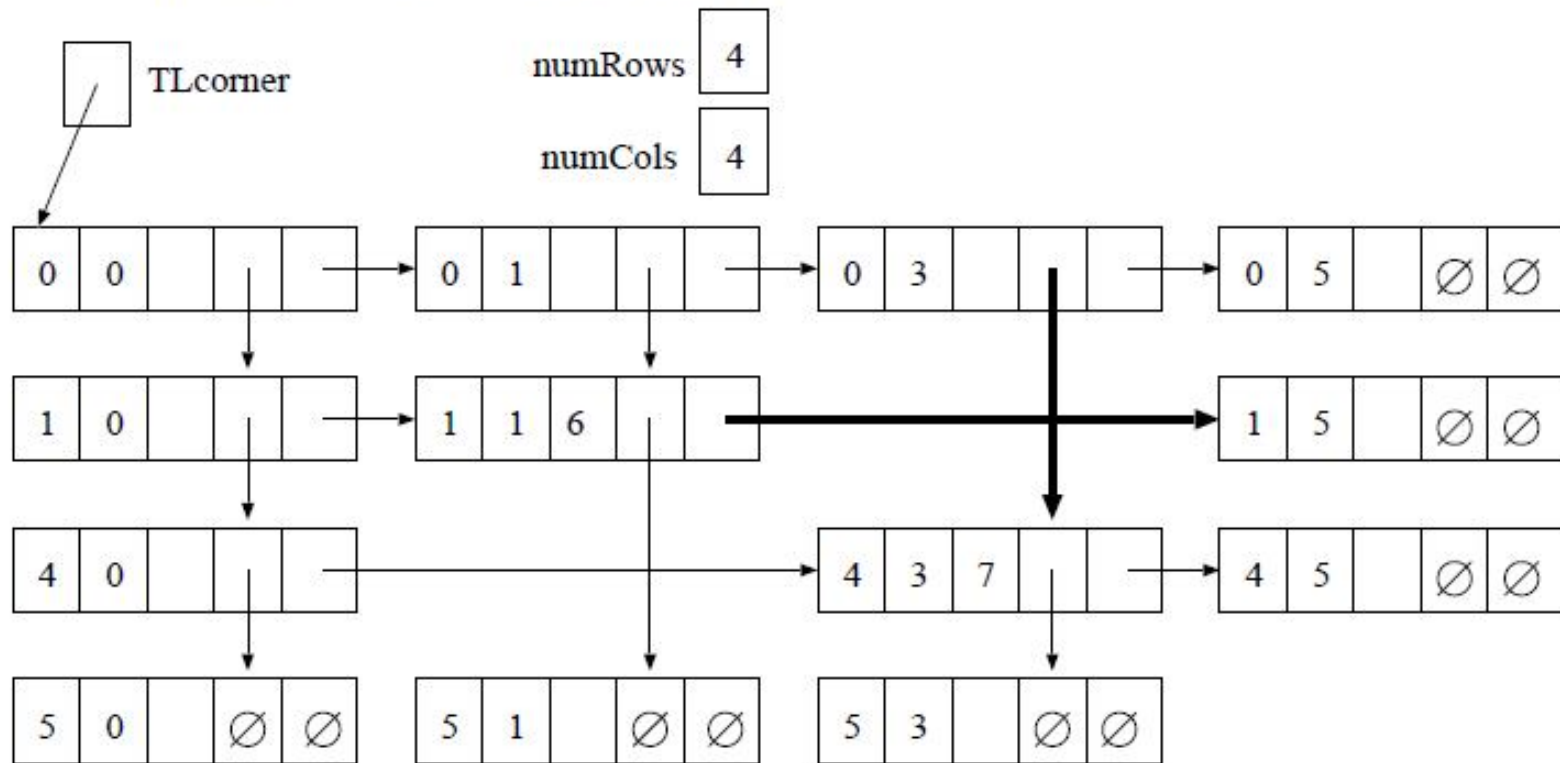 numRows 4
TLcorner
numCols 4
0 0 0 1 0 3 0 5 ∅ ∅
1 0 1 1 6 1 5 ∅ ∅
4 0 4 3 7 4 5 ∅ ∅
5 0 ∅ ∅ 5 1 ∅ ∅ 5 3 ∅ ∅